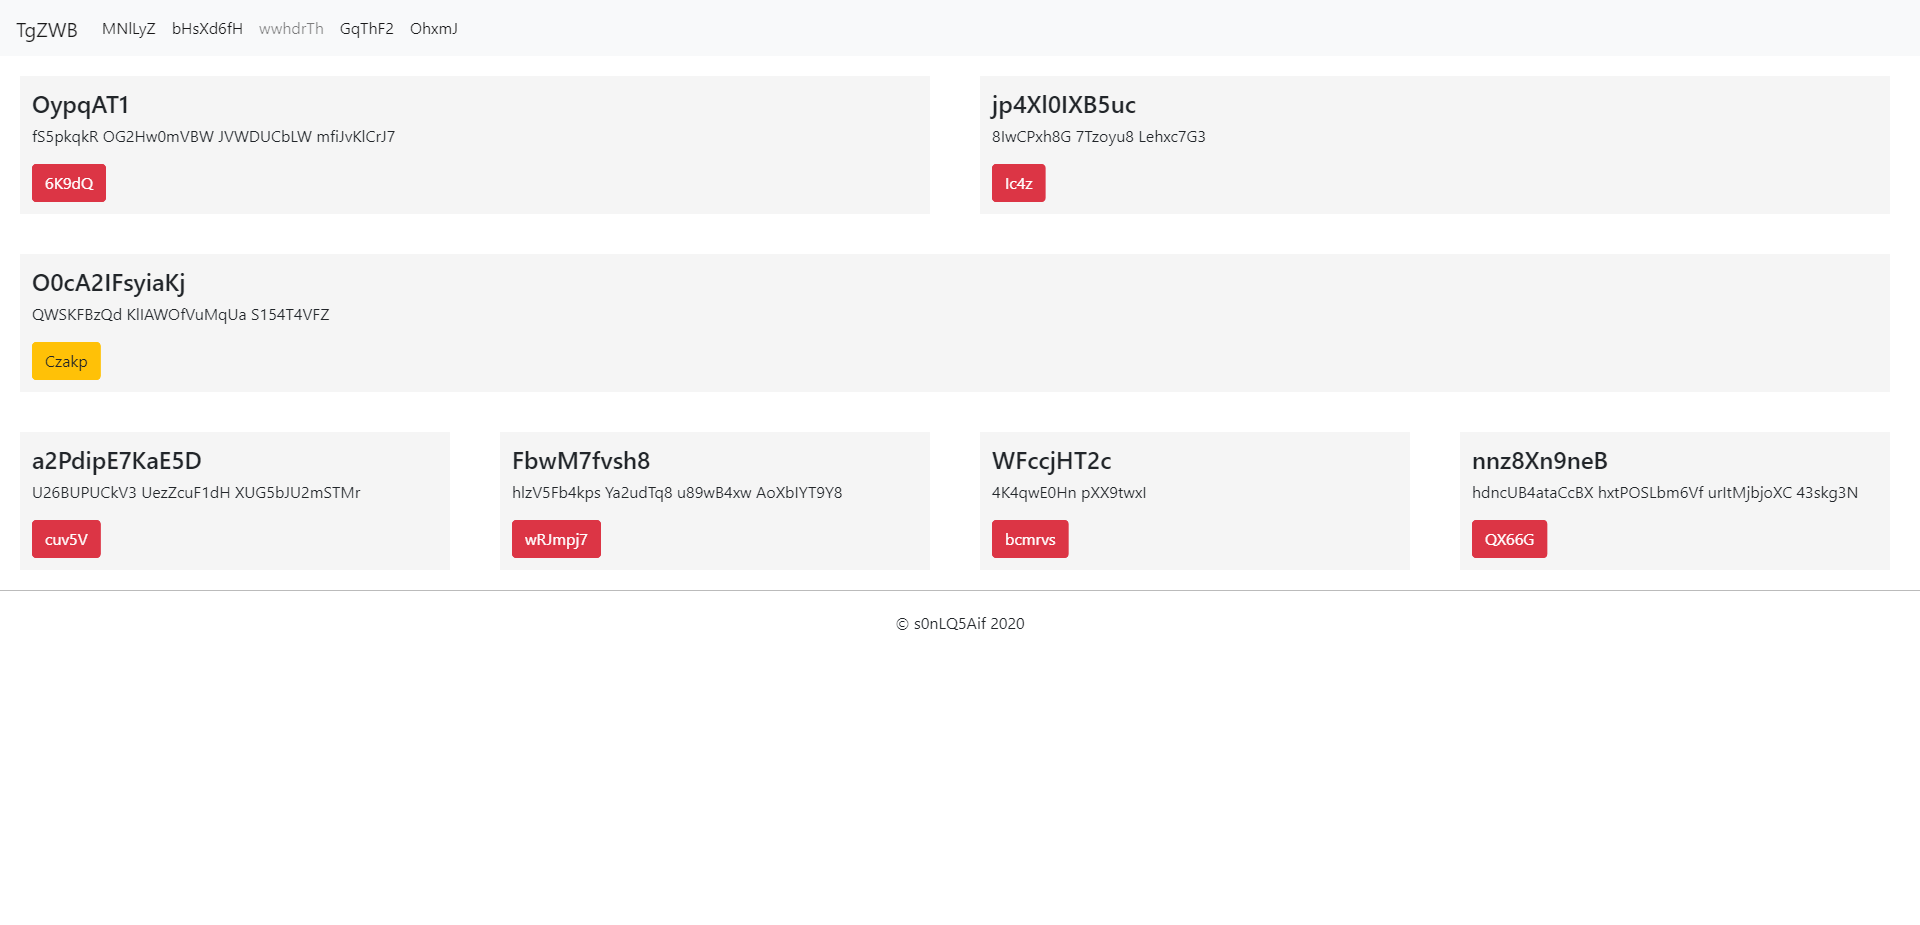 TgZWB MNlLyZ bHsXd6fH wwhdrTh GqThF2 OhxmJ
OypqAT1
fS5pkqkR OG2Hw0mVBW JVWDUCbLW mfiJvKlCrJ7
6K9dQ
jp4Xl0IXB5uc
8IwCPxh8G 7Tzoyu8 Lehxc7G3
Ic4z
O0cA2IFsyiaKj
QWSKFBzQd KlIAWOfVuMqUa S154T4VFZ
Czakp
a2PdipE7KaE5D
U26BUPUCkV3 UezZcuF1dH XUG5bJU2mSTMr
cuv5V
FbwM7fvsh8
hlzV5Fb4kps Ya2udTq8 u89wB4xw AoXbIYT9Y8
wRJmpj7
WFccjHT2c
4K4qwE0Hn pXX9twxI
bcmrvs
nnz8Xn9neB
hdncUB4ataCcBX hxtPOSLbm6Vf urItMjbjoXC 43skg3N
QX66G
© s0nLQ5Aif 2020